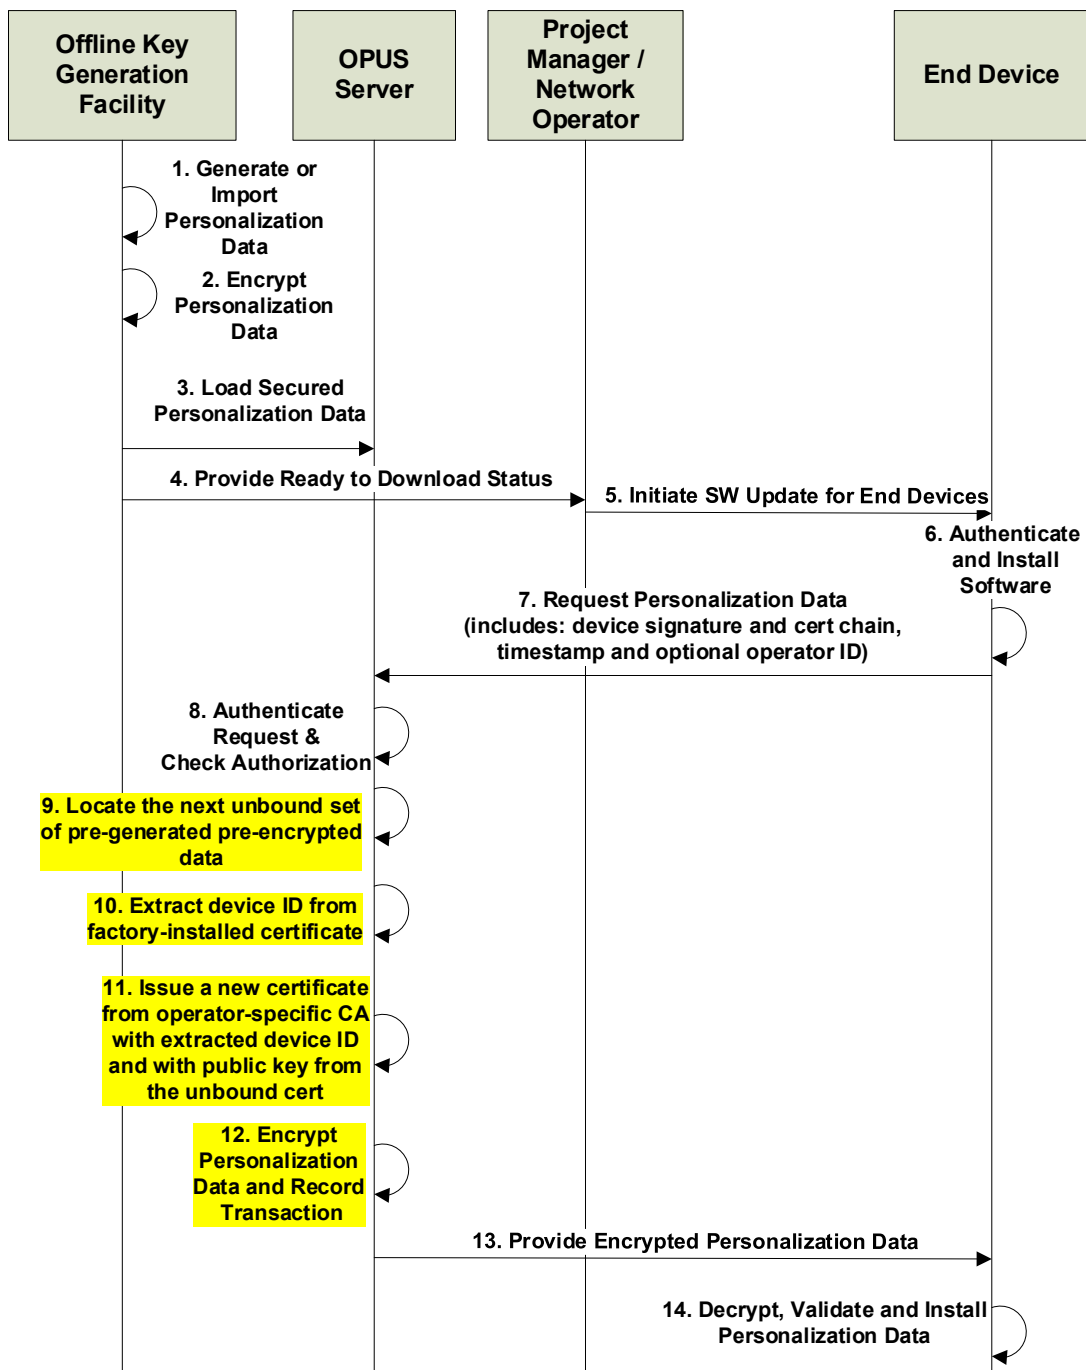 Offline Key
Generation
Facility
OPUS
Server
Project
Manager /
Network
Operator
End Device
1. Generate or
Import
Personalization
Data
2. Encrypt
Personalization
Data
3. Load Secured
Personalization Data
4. Provide Ready to Download Status
5. Initiate SW Update for End Devices
6. Authenticate
and Install
Software
7. Request Personalization Data
(includes: device signature and cert chain,
timestamp and optional operator ID)
8. Authenticate
Request &
Check Authorization
9. Locate the next unbound set
of pre-generated pre-encrypted
data
10. Extract device ID from
factory-installed certificate
11. Issue a new certificate
from operator-specific CA
with extracted device ID
and with public key from
the unbound cert
12. Encrypt
Personalization
Data and Record
Transaction
13. Provide Encrypted Personalization Data
14. Decrypt, Validate and Install
Personalization Data